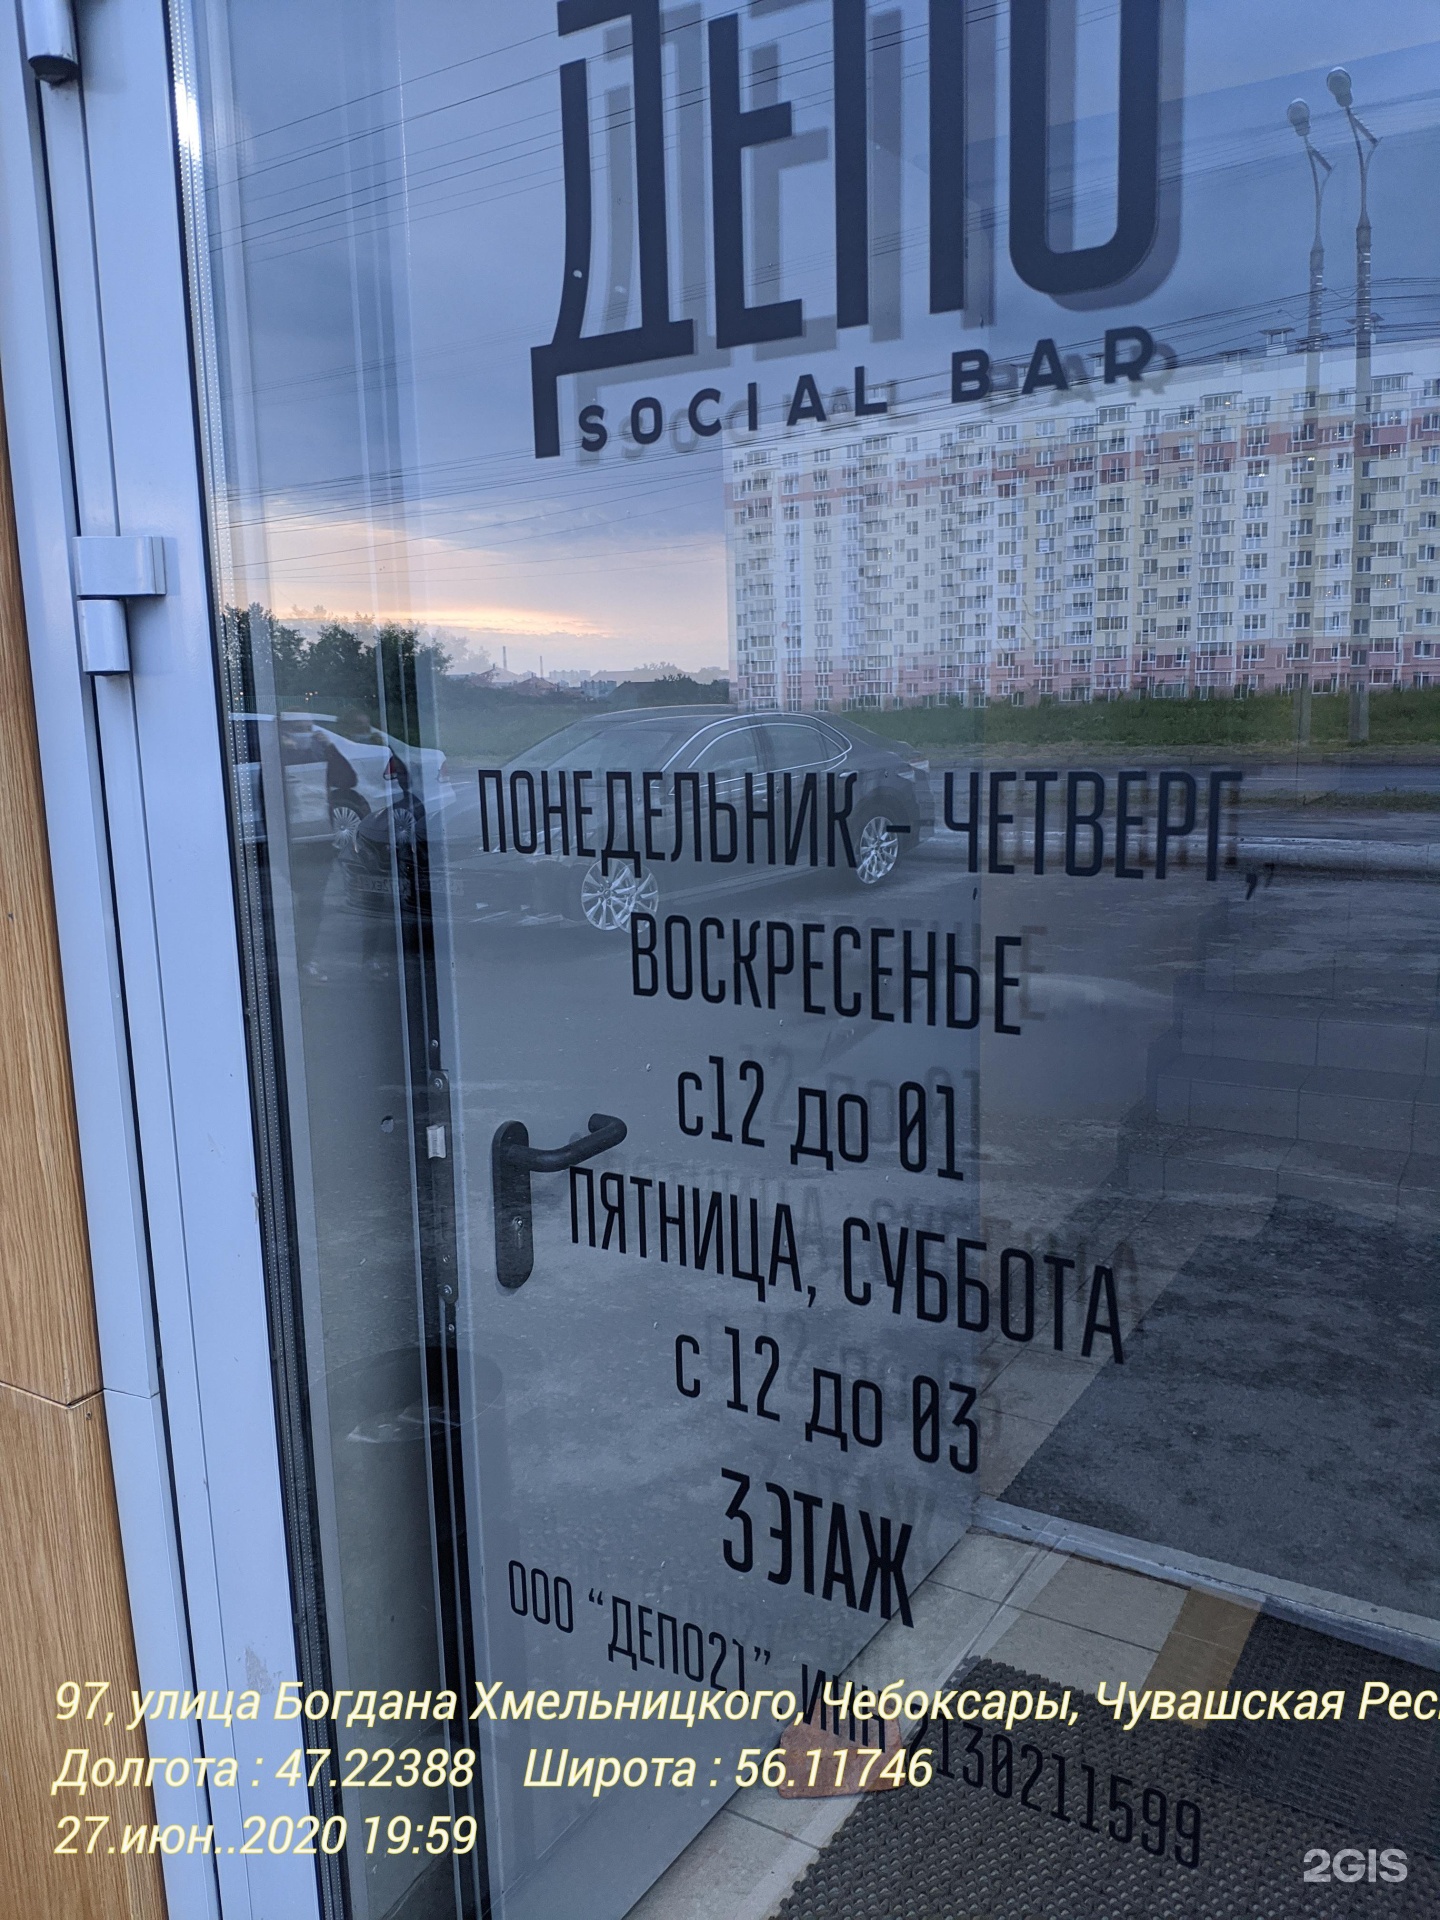 ДЕПО
SOCIAL BAR
ПОНЕДЕЛЬНИК - ЧЕТВЕРГ,
ВОСКРЕСЕНЬЕ
с12 до 01
ПЯТНИЦА, СУББОТА
с 12 до 03
3 ЭТАЖ
ООО “ДЕПО21” ИНН 2130211599
97, улица Богдана Хмельницкого, Чебоксары, Чувашская Рес
Долгота : 47.22388 Широта : 56.11746
27.июн..2020 19:59
2GIS